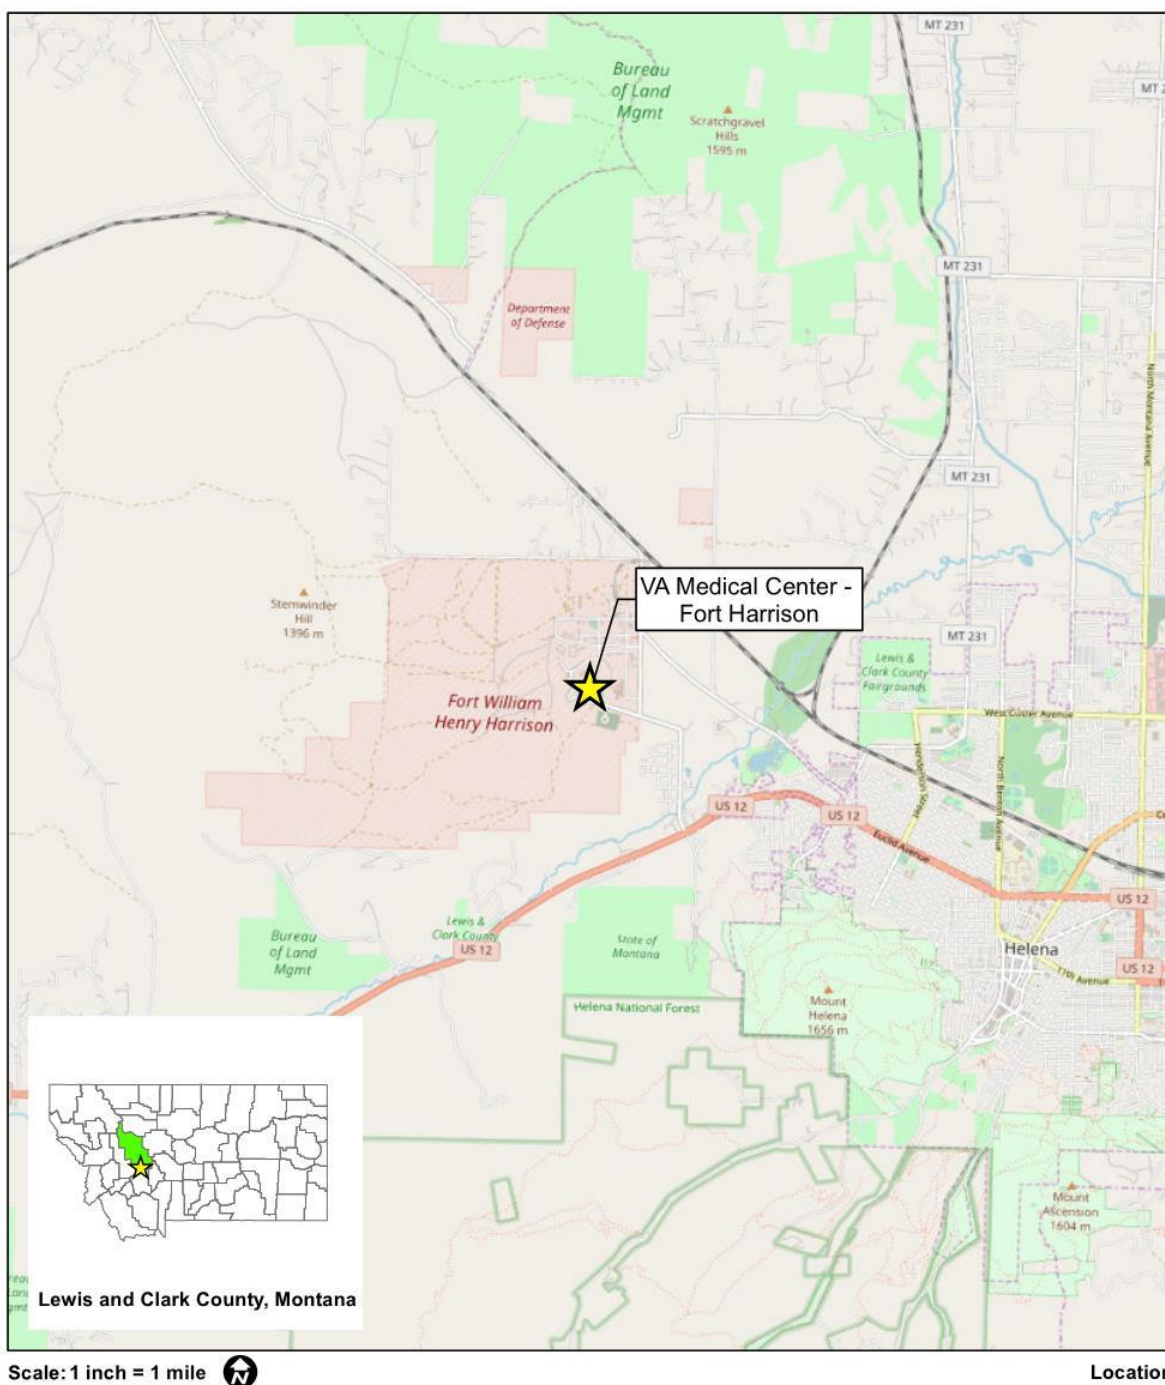 MT 231
Bureau
of Land
Mgmt
MT 2
Scratchgravel
Hills
1595 m
MT 231
Department
of Defense
North Montana Avenue
MT 231
VA Medical Center -
Fort Harrison
Stemwinder
Hill
1396 m
MT 231
Lewis &
Clark County
Fairgrounds
Fort William
Henry Harrison
West Custer Avenue
Henderson Street
North Benton Avenue
US 12
US 12
Euclid Avenue
US 12
Lewis &
Clark County
US 12
Bureau
of Land
Mgmt
State of
Montana
Helena
11th Avenue
US 12
Mount
Helena
1656 m
Helena National Forest
Mount
Ascension
1604 m
Lewis and Clark County, Montana
Scale: 1 inch = 1 mile
N
Location